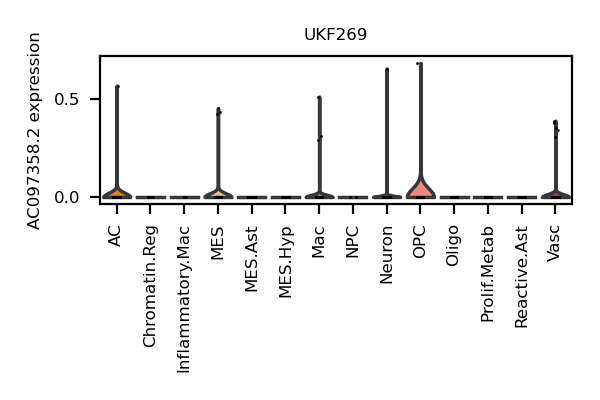 UKF269
AC097358.2 expression
0.5
0.0
AC
Chromatin.Reg
Inflammatory.Mac
MES
MES.Ast
MES.Hyp
Mac
NPC
Neuron
OPC
Oligo
Prolif.Metab
Reactive.Ast
Vasc